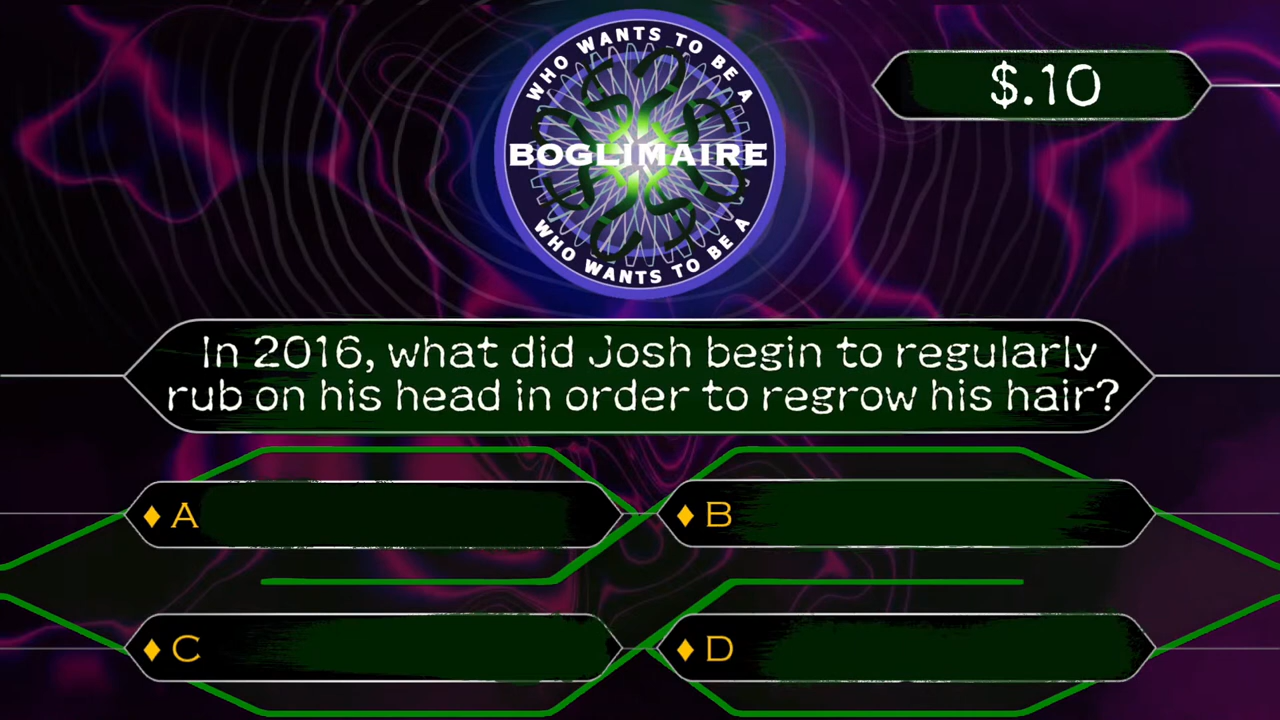 WHO WANTS TO BE A
BOGLIMAIRE
WHO WANTS TO BE A
$.10
In 2016, what did Josh begin to regularly
rub on his head in order to regrow his hair?
A
B
C
D